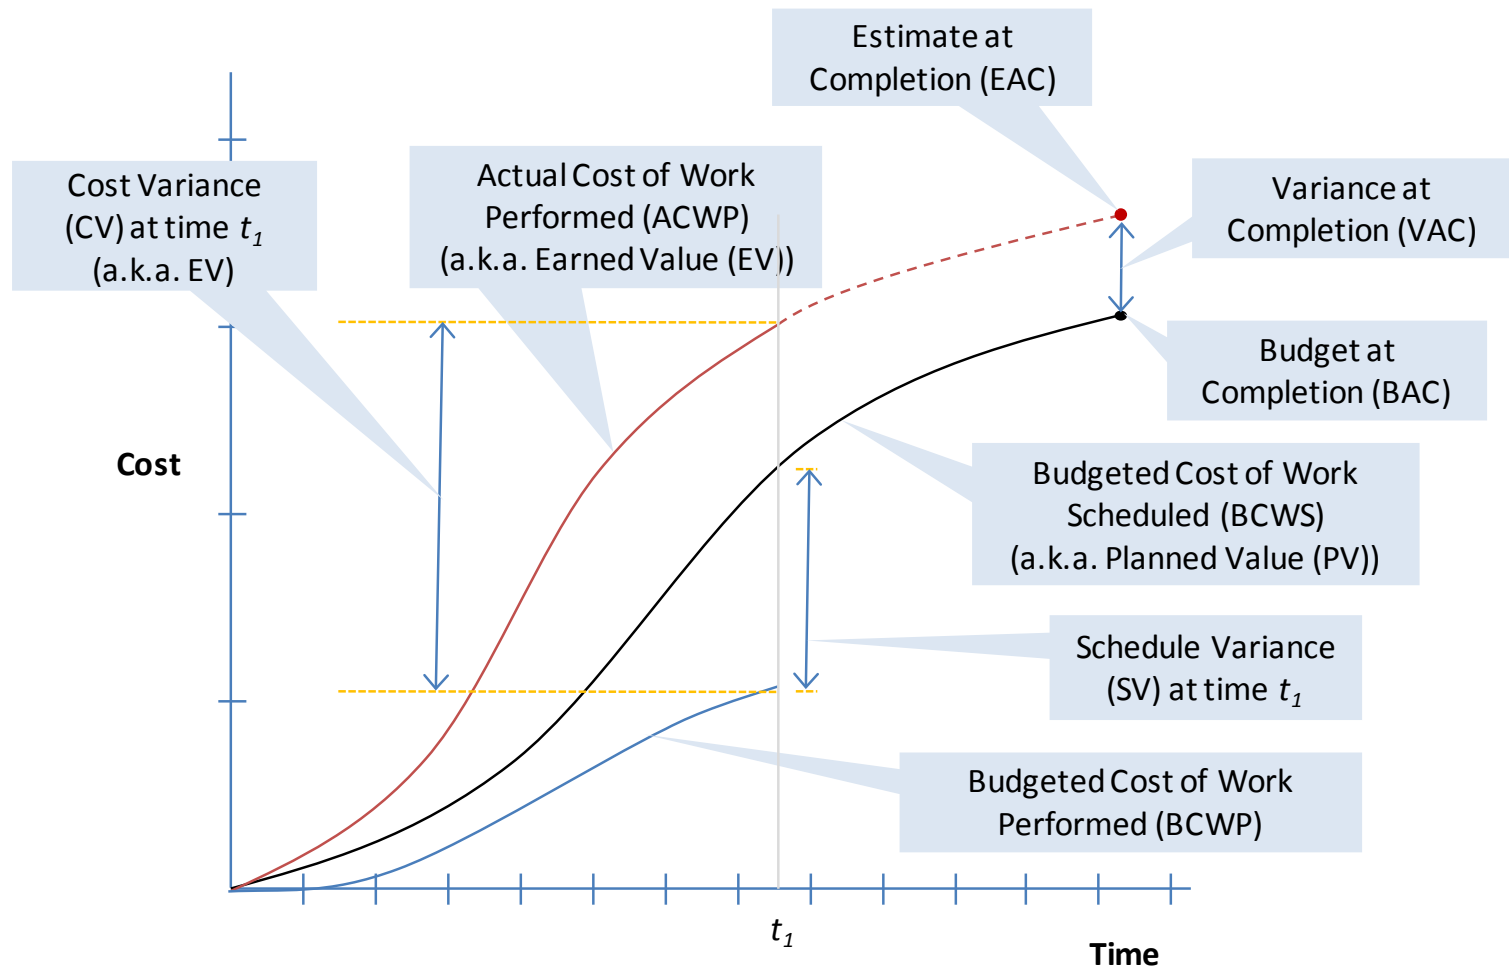 Estimate at
Completion (EAC)
Cost Variance
(CV) at time t₁
(a.k.a. EV)
Actual Cost of Work
Performed (ACWP)
(a.k.a. Earned Value (EV))
Variance at
Completion (VAC)
Budget at
Completion (BAC)
Cost
Budgeted Cost of Work
Scheduled (BCWS)
(a.k.a. Planned Value (PV))
Schedule Variance
(SV) at time t₁
Budgeted Cost of Work
Performed (BCWP)
t₁
Time